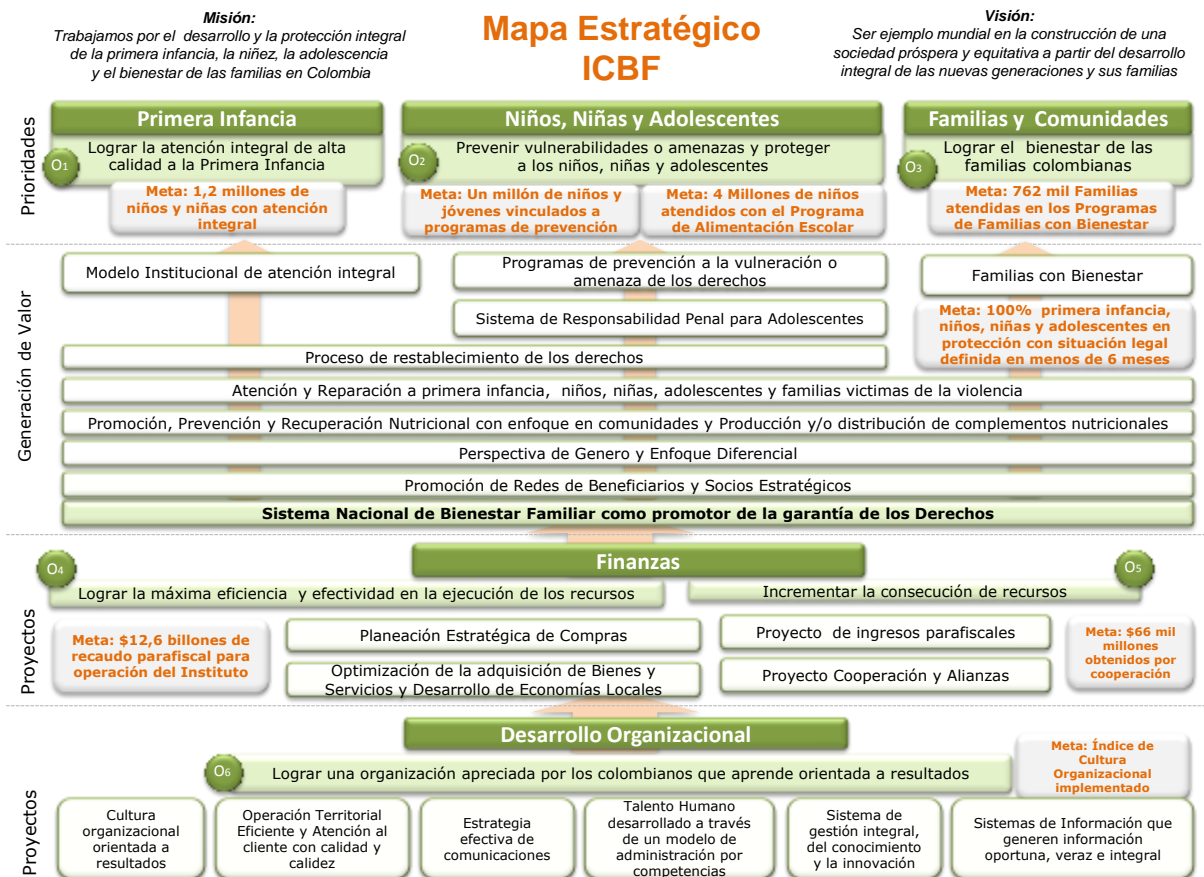 Misión:
Trabajamos por el desarrollo y la protección integral
de la primera infancia, la niñez, la adolescencia
y el bienestar de las familias en Colombia
Mapa Estratégico
ICBF
Visión:
Ser ejemplo mundial en la construcción de una
sociedad próspera y equitativa a partir del desarrollo
integral de las nuevas generaciones y sus familias
Prioridades
Primera Infancia
O1
Lograr la atención integral de alta
calidad a la Primera Infancia
Meta: 1,2 millones de
niños y niñas con atención
integral
Niños, Niñas y Adolescentes
O2
Prevenir vulnerabilidades o amenazas y proteger
a los niños, niñas y adolescentes
Meta: Un millón de niños y
jóvenes vinculados a
programas de prevención
Meta: 4 Millones de niños
atendidos con el Programa
de Alimentación Escolar
Familias y Comunidades
O3
Lograr el bienestar de las
familias colombianas
Meta: 762 mil Familias
atendidas en los Programas
de Familias con Bienestar
Generación de Valor
Modelo Institucional de atención integral
Programas de prevención a la vulneración o
amenaza de los derechos
Familias con Bienestar
Sistema de Responsabilidad Penal para Adolescentes
Meta: 100% primera infancia,
niños, niñas y adolescentes en
protección con situación legal
definida en menos de 6 meses
Proceso de restablecimiento de los derechos
Atención y Reparación a primera infancia, niños, niñas, adolescentes y familias victimas de la violencia
Promoción, Prevención y Recuperación Nutricional con enfoque en comunidades y Producción y/o distribución de complementos nutricionales
Perspectiva de Genero y Enfoque Diferencial
Promoción de Redes de Beneficiarios y Socios Estratégicos
Sistema Nacional de Bienestar Familiar como promotor de la garantía de los Derechos
Proyectos
Finanzas
O4
Lograr la máxima eficiencia y efectividad en la ejecución de los recursos
O5
Incrementar la consecución de recursos
Meta: $12,6 billones de
recaudo parafiscal para
operación del Instituto
Planeación Estratégica de Compras
Optimización de la adquisición de Bienes y
Servicios y Desarrollo de Economías Locales
Proyecto de ingresos parafiscales
Proyecto Cooperación y Alianzas
Meta: $66 mil
millones
obtenidos por
cooperación
Proyectos
Desarrollo Organizacional
O6
Lograr una organización apreciada por los colombianos que aprende orientada a resultados
Meta: Índice de
Cultura
Organizacional
implementado
Cultura
organizacional
orientada a
resultados
Operación Territorial
Eficiente y Atención al
cliente con calidad y
calidez
Estrategia
efectiva de
comunicaciones
Talento Humano
desarrollado a través
de un modelo de
administración por
competencias
Sistema de
gestión integral,
del conocimiento
y la innovación
Sistemas de Información que
generen información
oportuna, veraz e integral